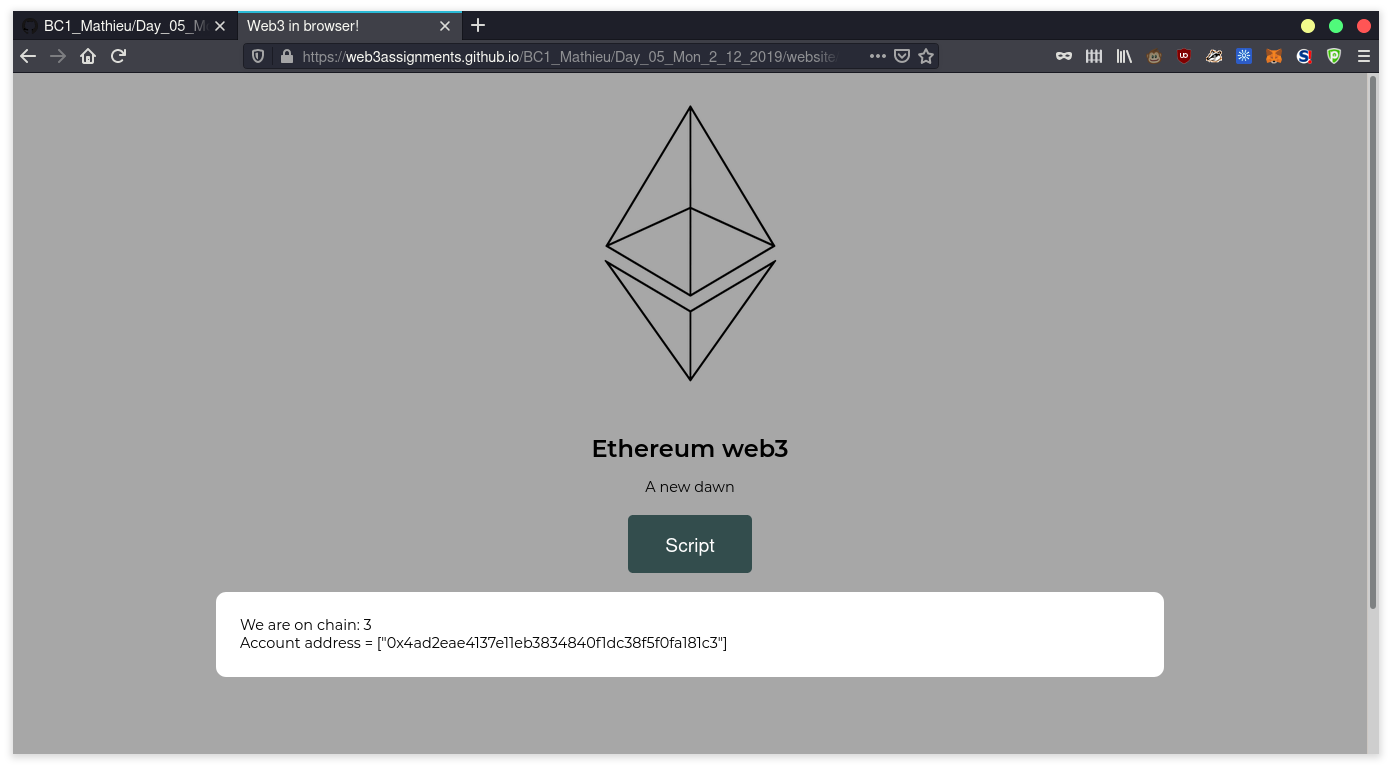 BC1_Mathieu/Day_05_M
Web3 in browser!
https://web3assignments.github.io/BC1_Mathieu/Day_05_Mon_2_12_2019/website
Ethereum web3
A new dawn
Script
We are on chain: 3
Account address = ["0x4ad2eae4137e11eb3834840f1dc38f5f0fa181c3"]